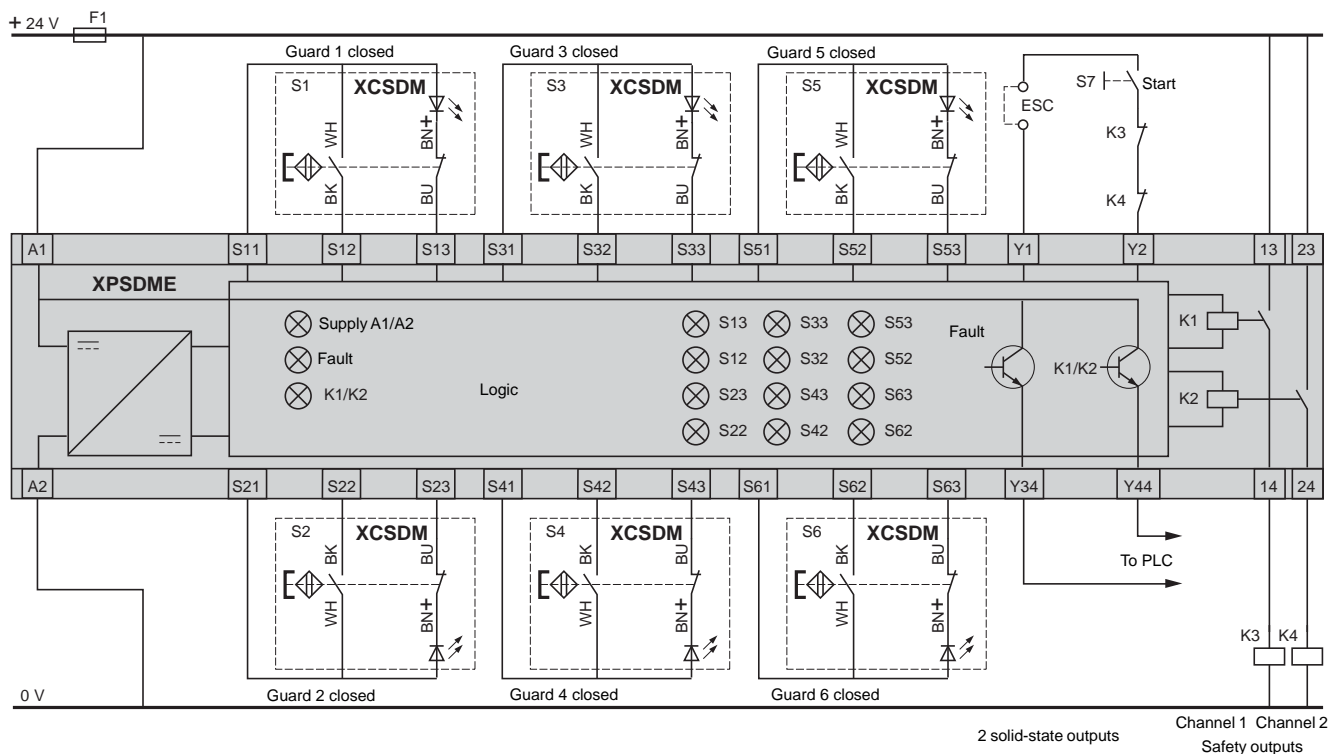 + 24 V F1
Guard 1 closed Guard 3 closed Guard 5 closed
S1 XCSDM S3 XCSDM S5 XCSDM S7 Start
ESC
WH BN+ WH BN+ WH BN+ K3
BK BU BK BU BK BU K4
A1 S11 S12 S13 S31 S32 S33 S51 S52 S53 Y1 Y2 13 23
XPSDME
Supply A1/A2 S13 S33 S53 Fault K1
Fault S12 S32 S52 K1/K2
K1/K2 Logic S23 S43 S63 K2
S22 S42 S62
A2 S21 S22 S23 S41 S42 S43 S61 S62 S63 Y34 Y44 14 24
S2 XCSDM S4 XCSDM S6 XCSDM
BK BU BK BU BK BU To PLC
WH BN+ WH BN+ WH BN+
K3 K4
0 V Guard 2 closed Guard 4 closed Guard 6 closed
2 solid-state outputs Channel 1 Channel 2
Safety outputs